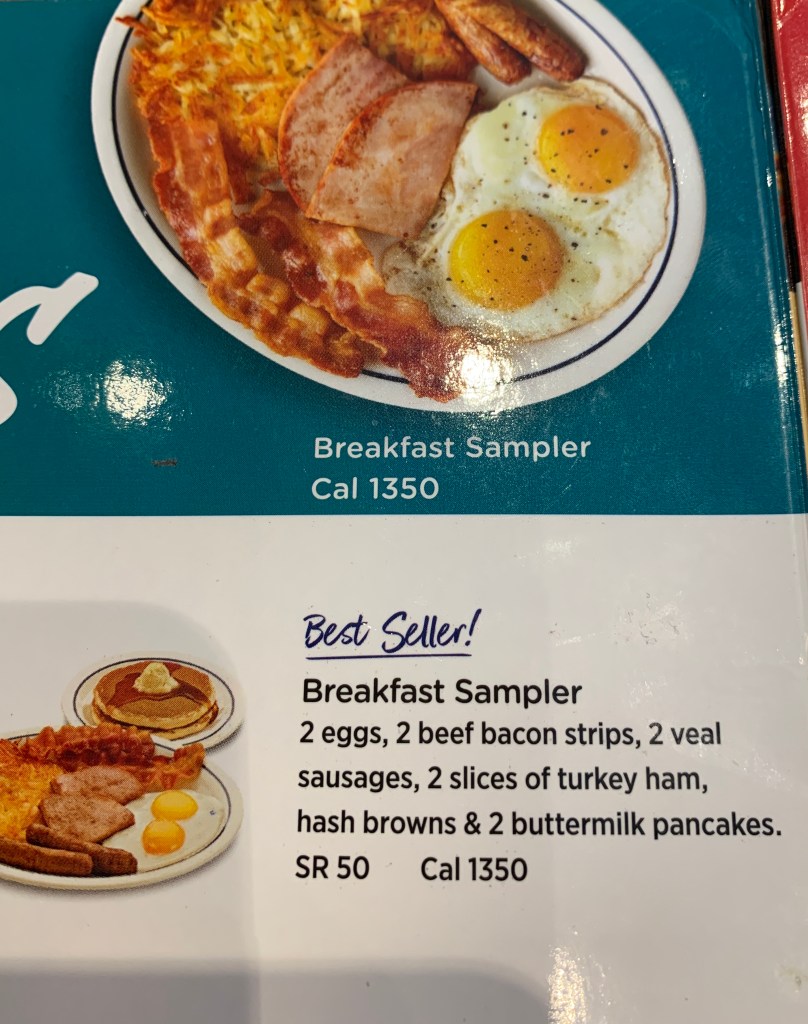 Breakfast Sampler
Cal 1350
Best Seller!
Breakfast Sampler
2 eggs, 2 beef bacon strips, 2 veal
sausages, 2 slices of turkey ham,
hash browns & 2 buttermilk pancakes.
SR 50 Cal 1350